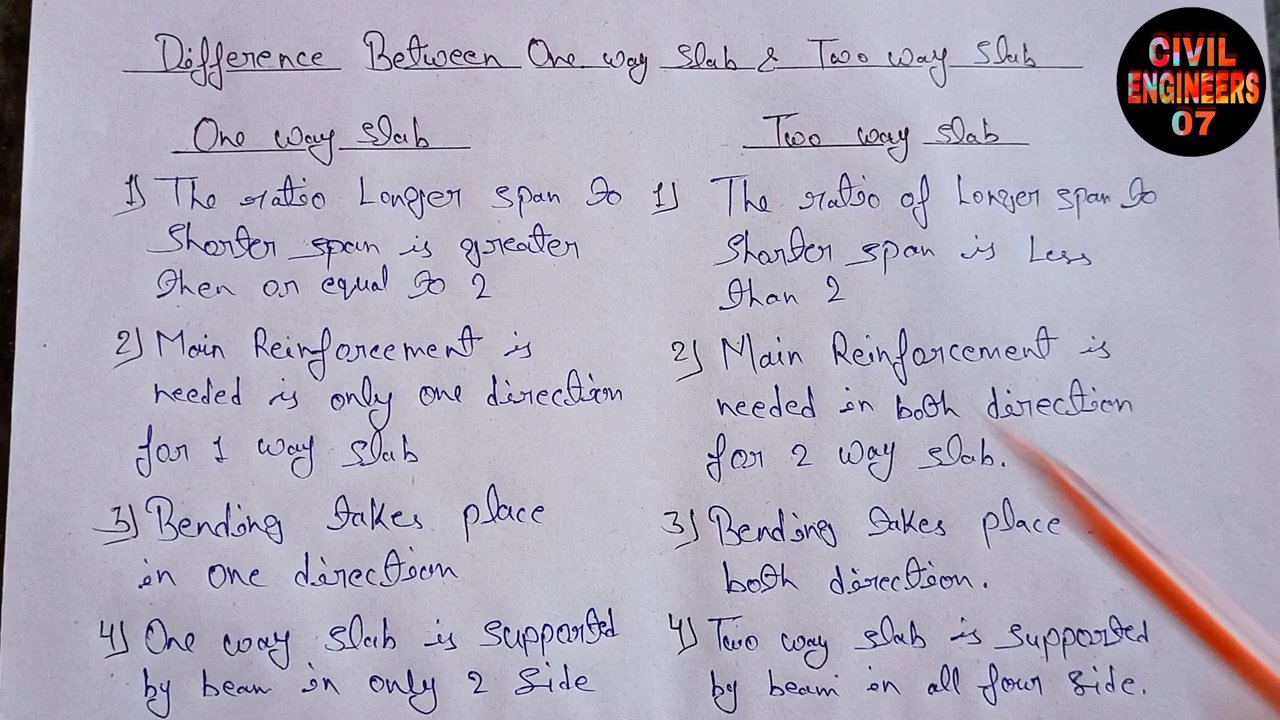 Difference Between One way Slab & Two way Slab
One way slab
1) The ratio Longer span to
Shorter span is greater
then or equal to 2
2) Main Reinforcement is
needed is only one direction
for 1 way slab
3) Bending takes place
in one direction
4) One way slab is supported
by beam in only 2 side
Two way slab
1) The ratio of Longer span to
Shorter span is Less
than 2
2) Main Reinforcement is
needed in both direction
for 2 way slab.
3) Bending takes place
both direction.
4) Two way slab is supported
by beam in all four side.
CIVIL
ENGINEERS
07